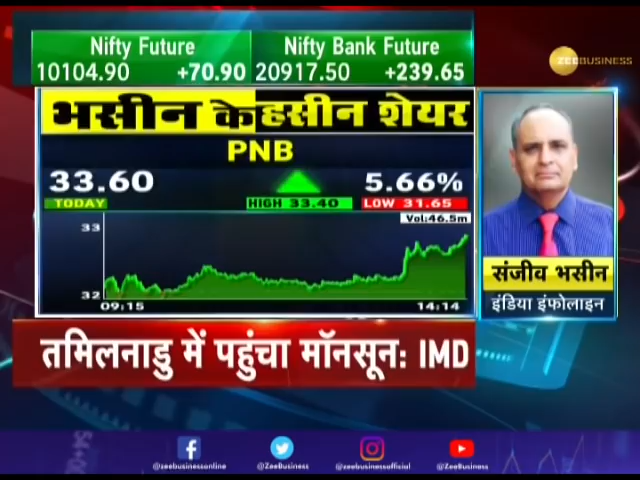 Nifty Future
10104.90 +70.90
Nifty Bank Future
20917.50 +239.65
ZEEBUSINESS
भसीन के हसीन शेयर
PNB
33.60 5.66%
TODAY HIGH 33.40 LOW 31.65
Vol:46.5m
33
32
09:15 14:14
संजीव भसीन
इंडिया इंफोलाइन
तमिलनाडु में पहुंचा मॉनसून: IMD
@zeebusinessonline @ZeeBusiness @zeebusinessofficial @ZeeBusiness